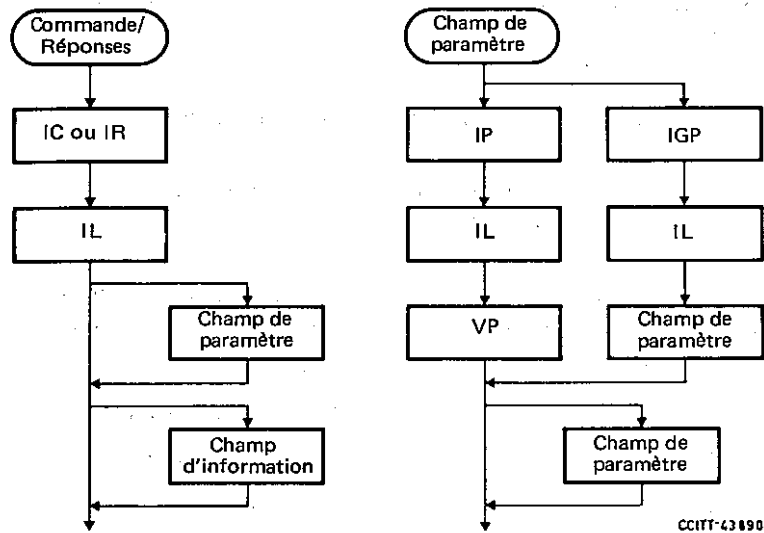 Commande/
Réponses
IC ou IR
IL
Champ de
paramètre
Champ
d'information
Champ de
paramètre
IP
IGP
IL
IL
VP
Champ de
paramètre
Champ de
paramètre
CCITT-43890